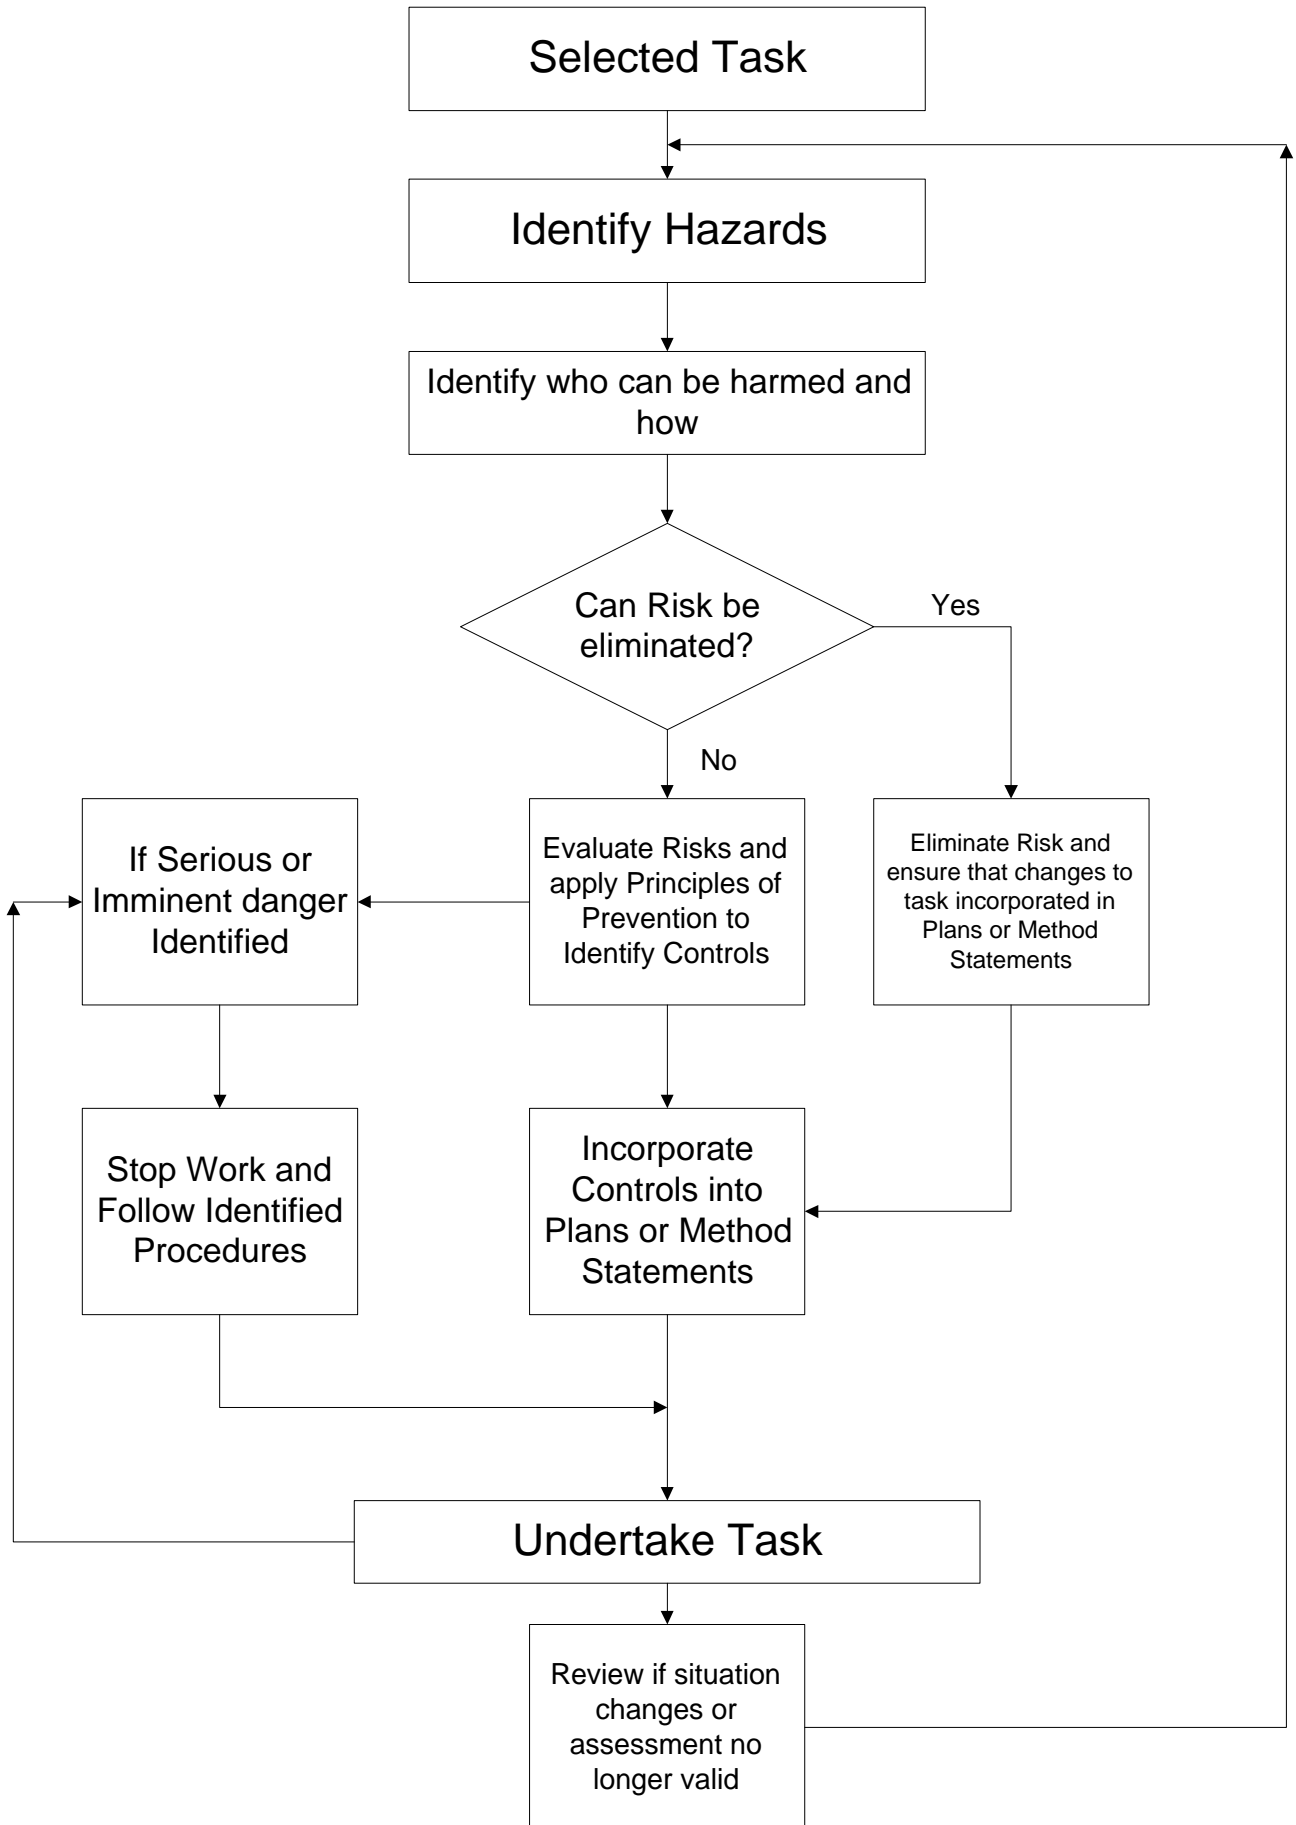 Selected Task
Identify Hazards
Identify who can be harmed and
how
Can Risk be
eliminated?
Yes
No
If Serious or
Imminent danger
Identified
Evaluate Risks and
apply Principles of
Prevention to
Identify Controls
Eliminate Risk and
ensure that changes to
task incorporated in
Plans or Method
Statements
Stop Work and
Follow Identified
Procedures
Incorporate
Controls into
Plans or Method
Statements
Undertake Task
Review if situation
changes or
assessment no
longer valid